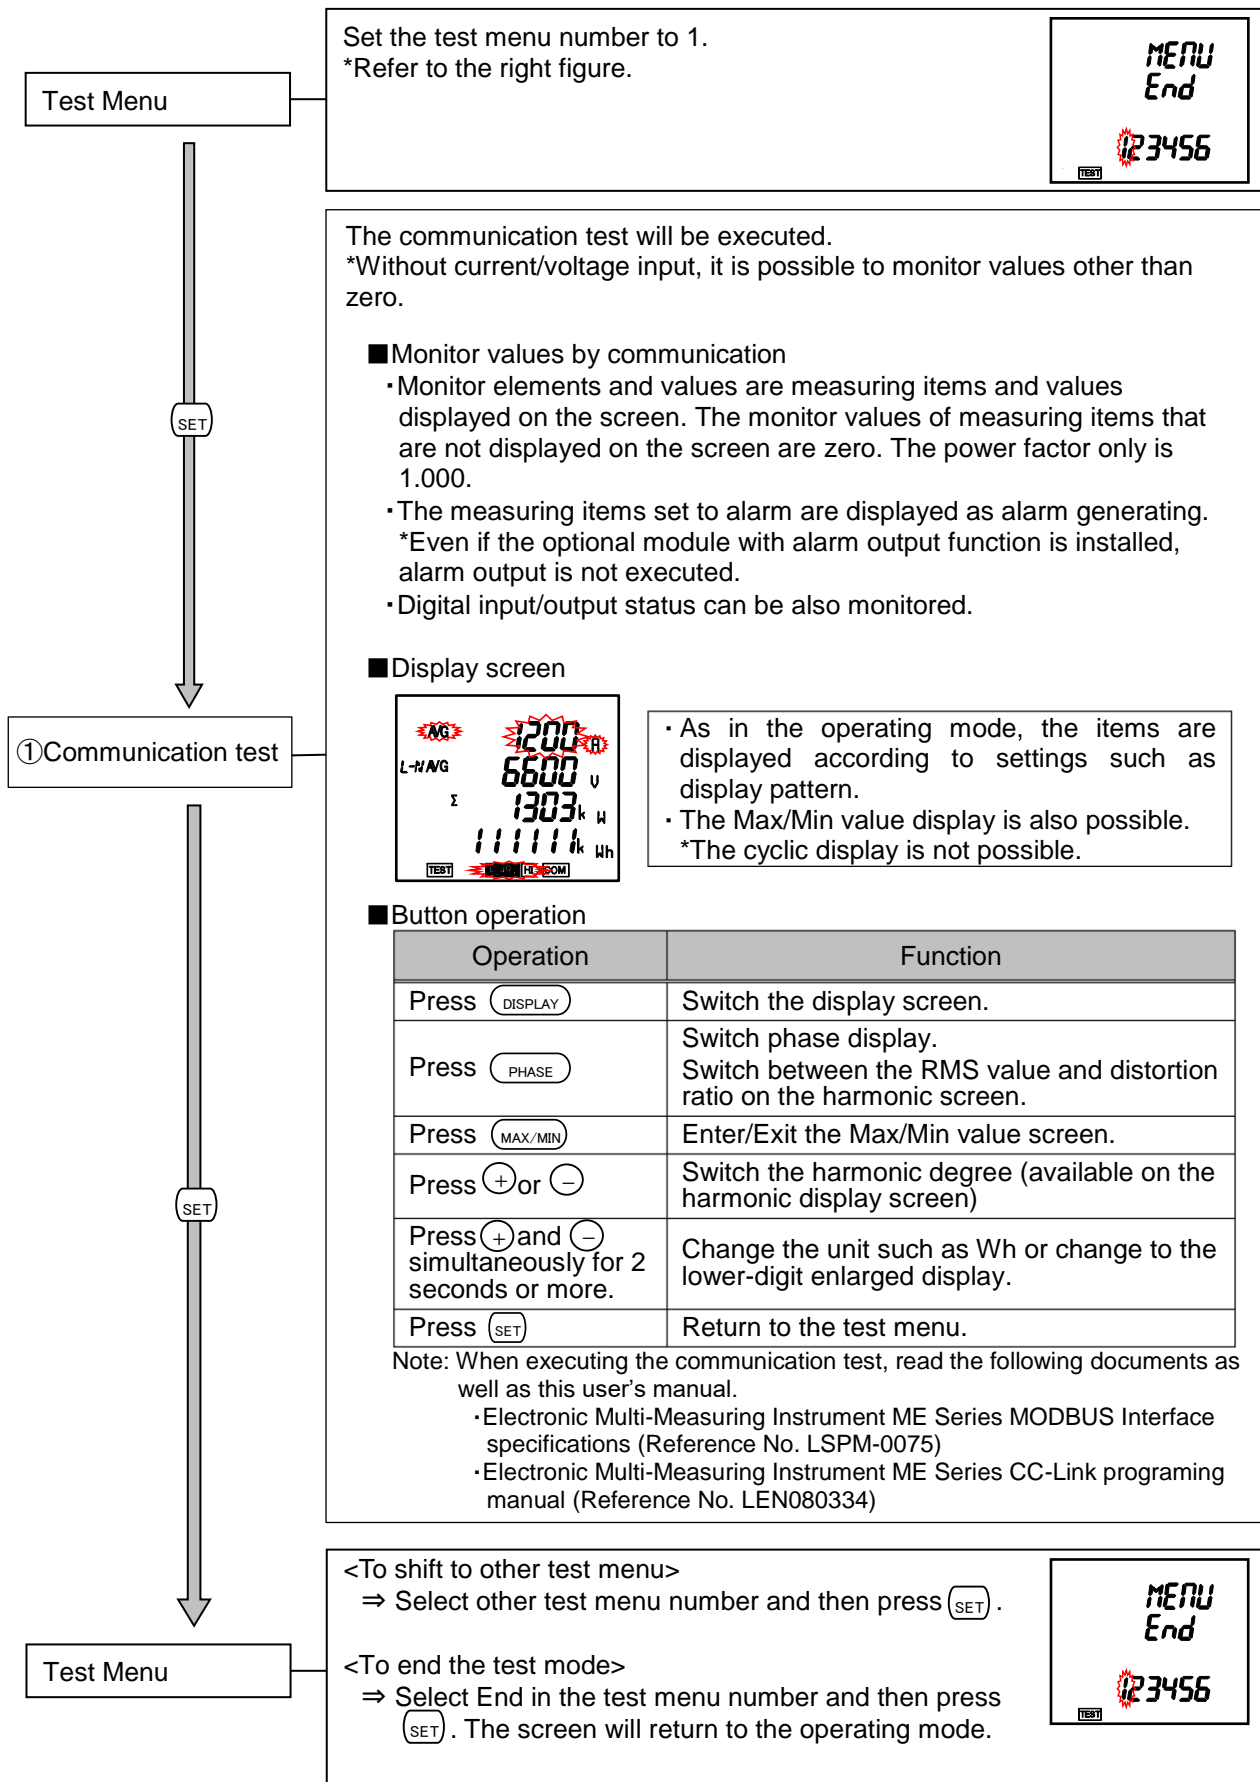 Set the test menu number to 1.
*Refer to the right figure.
MENU
End
123456
TEST
Test Menu
The communication test will be executed.
*Without current/voltage input, it is possible to monitor values other than
zero.
■Monitor values by communication
・Monitor elements and values are measuring items and values
displayed on the screen. The monitor values of measuring items that
are not displayed on the screen are zero. The power factor only is
1.000.
・The measuring items set to alarm are displayed as alarm generating.
*Even if the optional module with alarm output function is installed,
alarm output is not executed.
・Digital input/output status can be also monitored.
SET
■Display screen
①Communication test
AVG 1200 A
L-N AVG 6600 V
Σ 1303 k W
111111 k Wh
TEST HI COM
・As in the operating mode, the items are
displayed according to settings such as
display pattern.
・The Max/Min value display is also possible.
*The cyclic display is not possible.
■Button operation
Operation Function
Press DISPLAY Switch the display screen.
Press PHASE Switch phase display.
Switch between the RMS value and distortion
ratio on the harmonic screen.
Press MAX/MIN Enter/Exit the Max/Min value screen.
Press + or − Switch the harmonic degree (available on the
harmonic display screen)
Press + and −
simultaneously for 2
seconds or more.
Change the unit such as Wh or change to the
lower-digit enlarged display.
Press SET Return to the test menu.
SET
Note: When executing the communication test, read the following documents as
well as this user's manual.
・Electronic Multi-Measuring Instrument ME Series MODBUS Interface
specifications (Reference No. LSPM-0075)
・Electronic Multi-Measuring Instrument ME Series CC-Link programing
manual (Reference No. LEN080334)
Test Menu
<To shift to other test menu>
⇒ Select other test menu number and then press SET .
<To end the test mode>
⇒ Select End in the test menu number and then press
SET . The screen will return to the operating mode.
MENU
End
123456
TEST